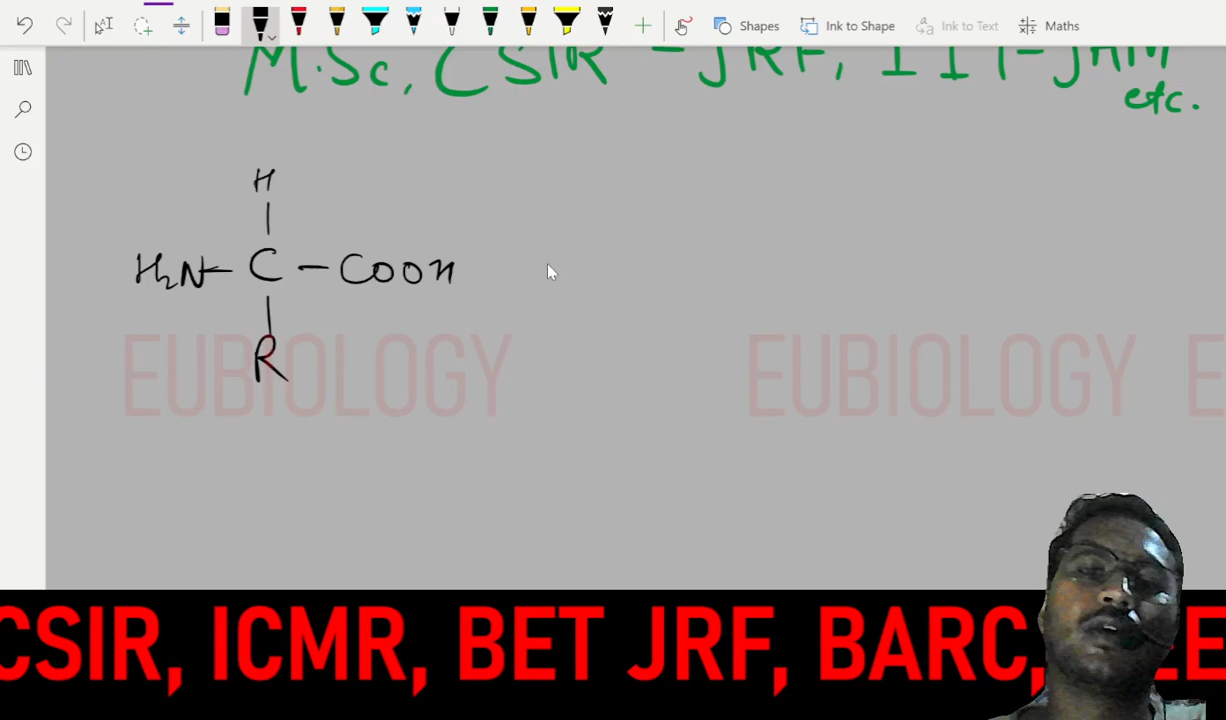 Shapes Ink to Shape Ink to Text Maths
M.Sc, CSIR-JRF, IIT-JAM
etc.
H
H₂N-C-COOH
R
EUBIOLOGY EUBIOLOGY
CSIR, ICMR, BET JRF, BARC,